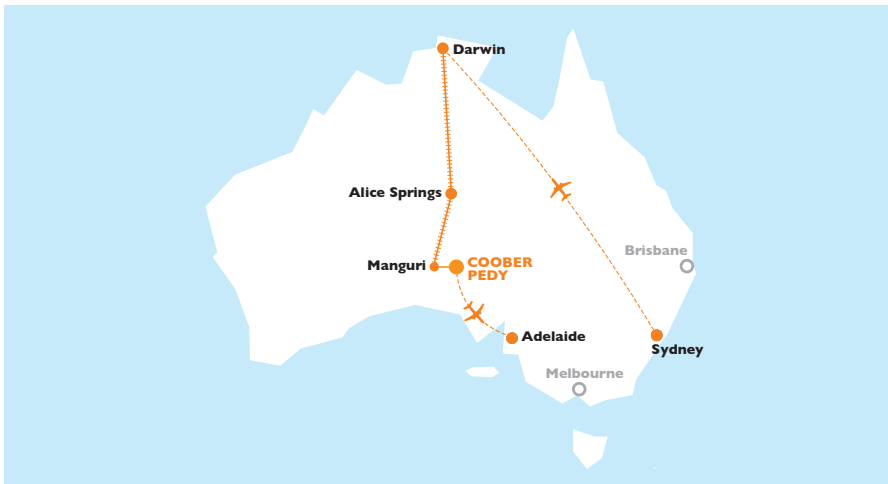 Darwin
Alice Springs
Brisbane
Manguri
COOBER
PEDY
Adelaide
Sydney
Melbourne